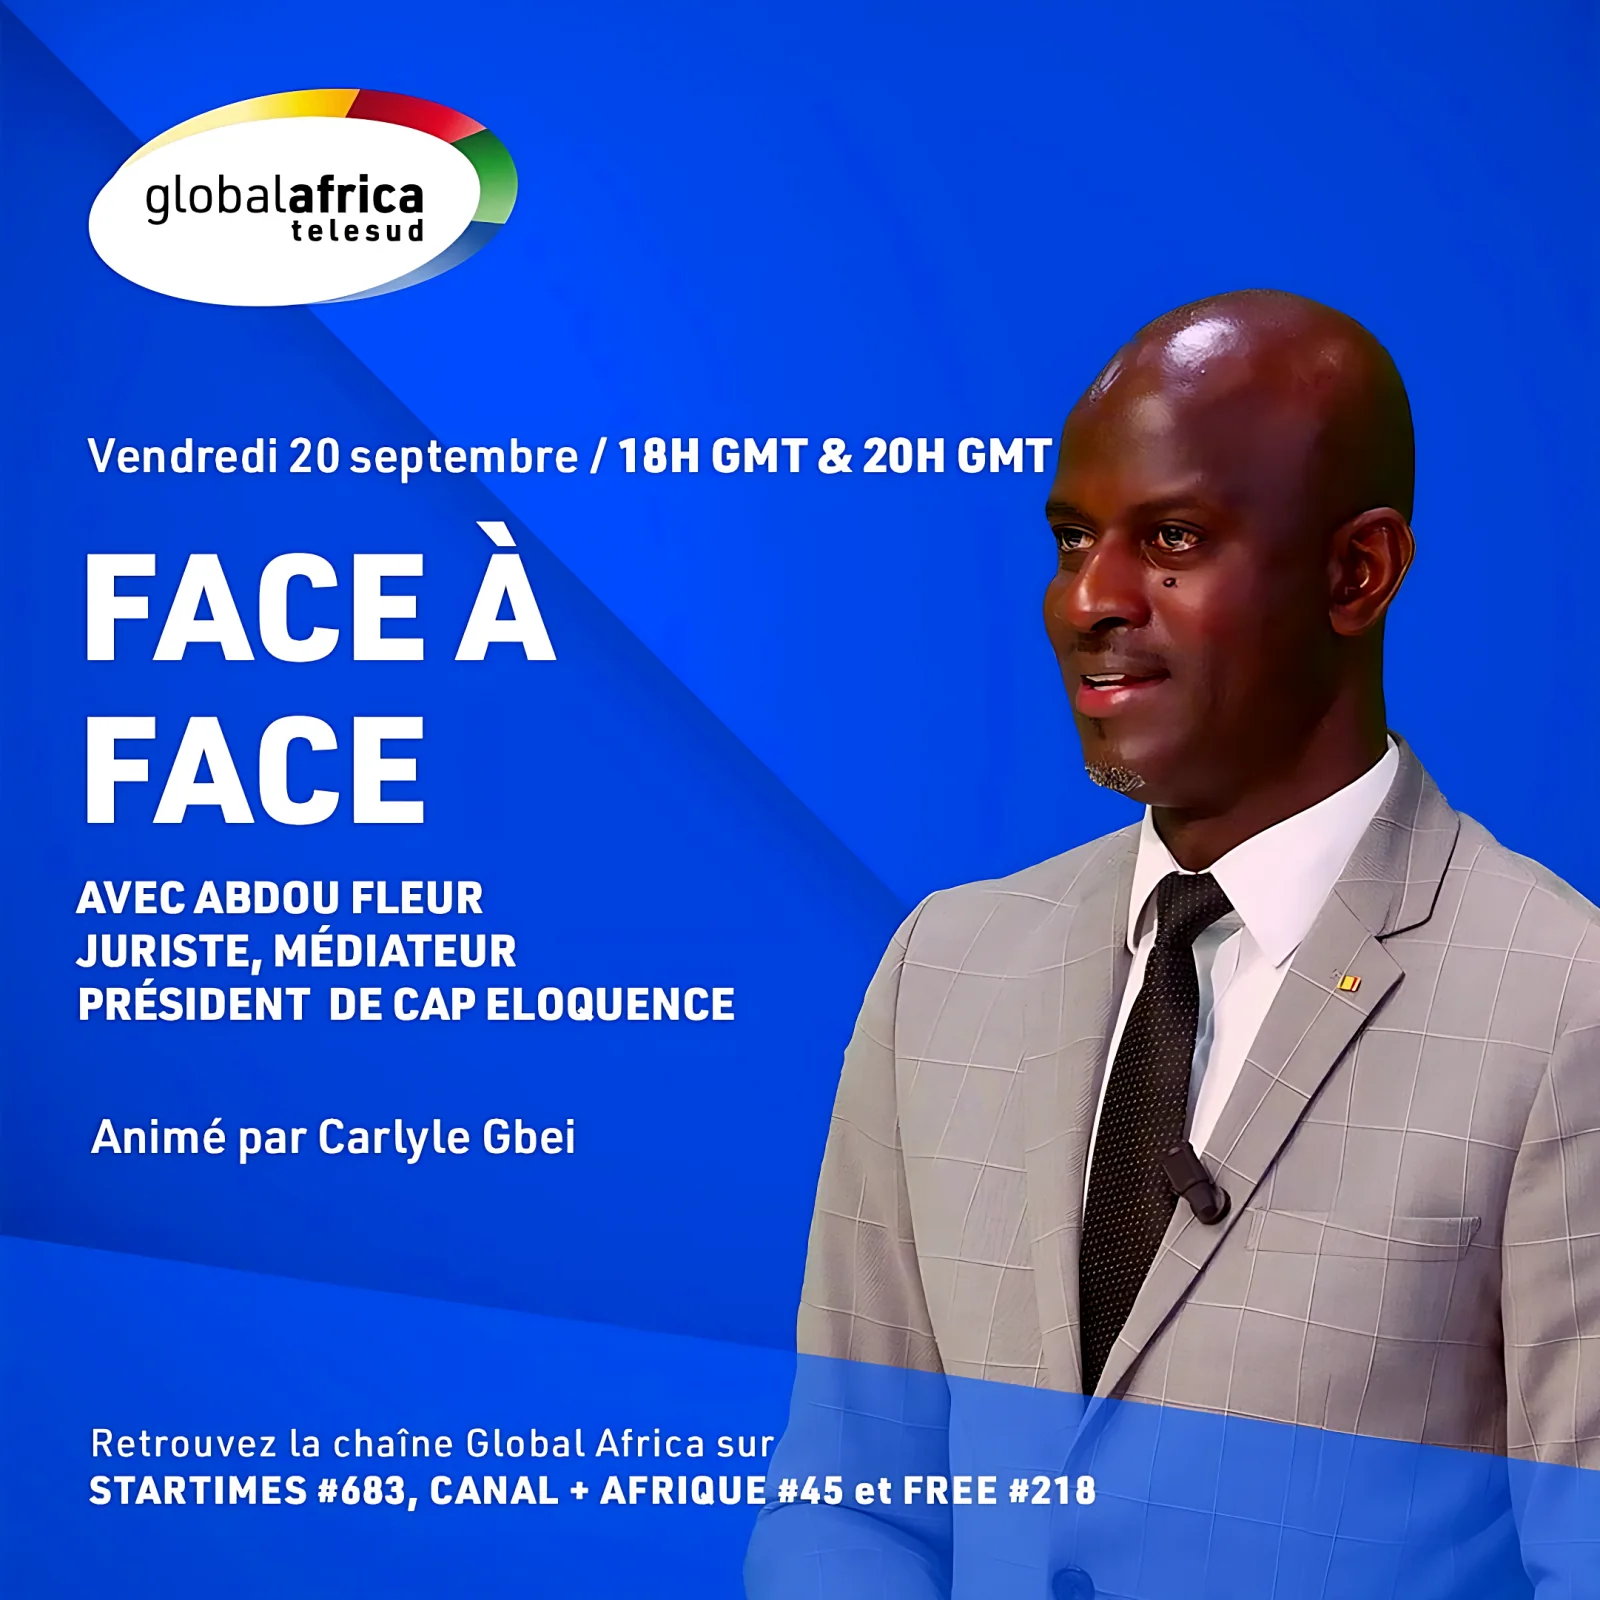 globalafrica
telesud
Vendredi 20 septembre / 18H GMT & 20H GMT
FACE À
FACE
AVEC ABDOU FLEUR
JURISTE, MÉDIATEUR
PRÉSIDENT DE CAP ELOQUENCE
Animé par Carlyle Gbei
Retrouvez la chaîne Global Africa sur
STARTIMES #683, CANAL + AFRIQUE #45 et FREE #218